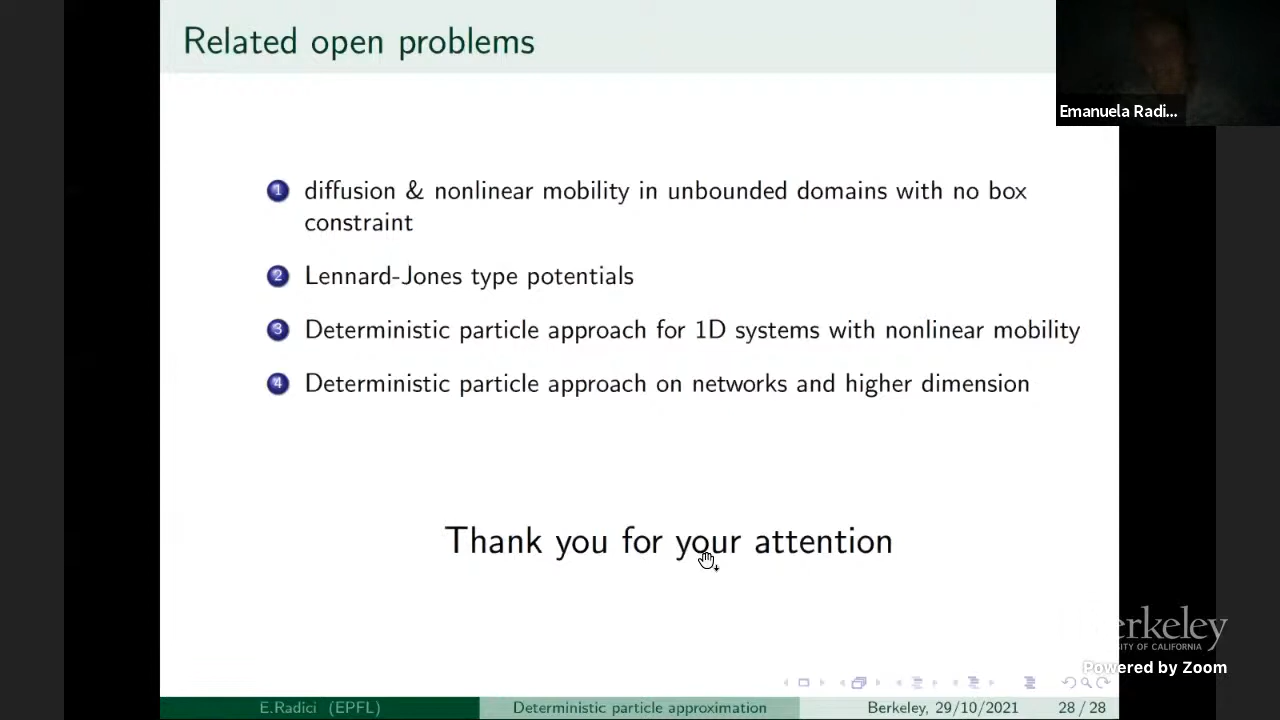 Related open problems
Emanuela Radi...
1 diffusion & nonlinear mobility in unbounded domains with no box
constraint
2 Lennard-Jones type potentials
3 Deterministic particle approach for 1D systems with nonlinear mobility
4 Deterministic particle approach on networks and higher dimension
Thank you for your attention
erkeley
SITY OF CALIFORNIA
Powered by Zoom
E.Radici (EPFL)
Deterministic particle approximation
Berkeley, 29/10/2021
28 / 28